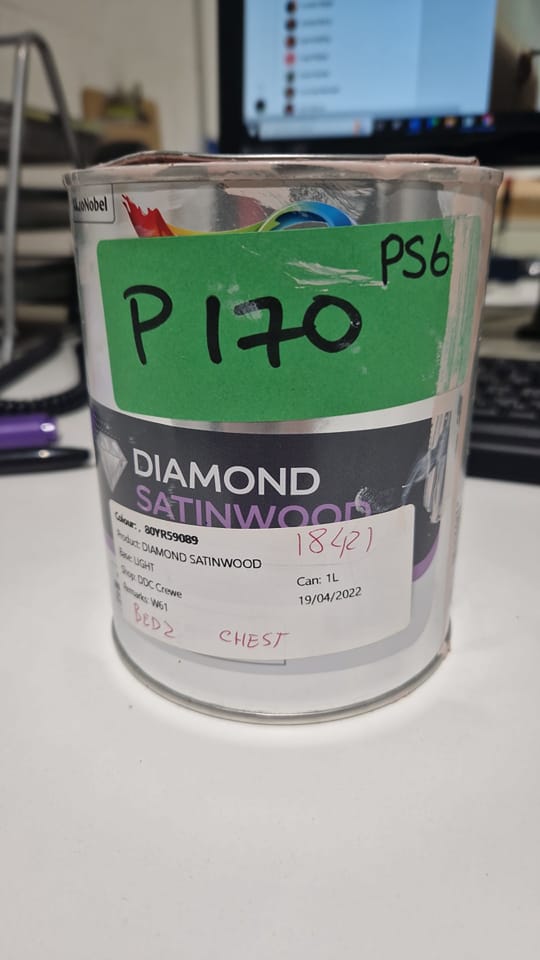 AkzoNobel
PS6
P 170
DIAMOND
SATINWOOD
Colour: , 80YR59089
18421
Product: DIAMOND SATINWOOD
Base: LIGHT
Can: 1L
Shop: DDC Crewe
19/04/2022
Remarks: W61
BED2 CHEST